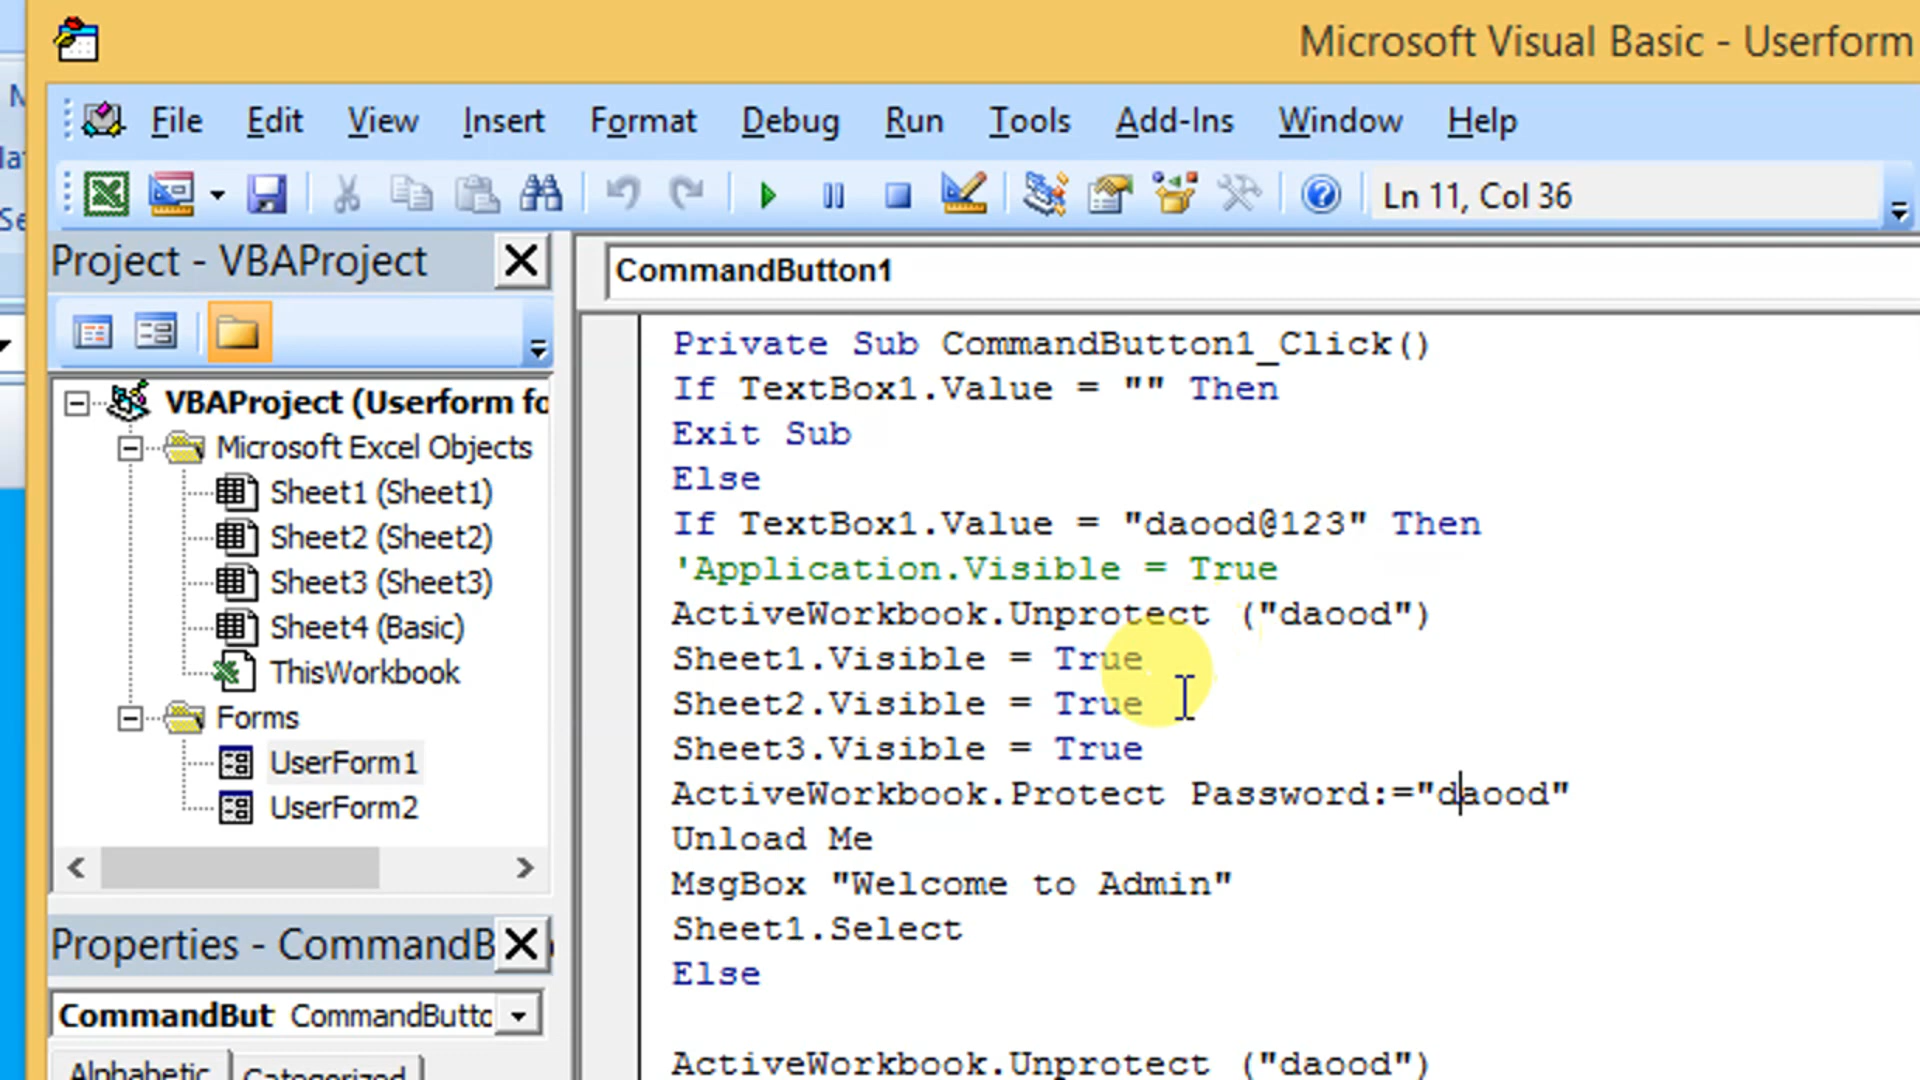 Microsoft Visual Basic - Userform
File Edit View Insert Format Debug Run Tools Add-Ins Window Help
Ln 11, Col 36
Project - VBAProject
CommandButton1
VBAProject (Userform fo
Microsoft Excel Objects
Sheet1 (Sheet1)
Sheet2 (Sheet2)
Sheet3 (Sheet3)
Sheet4 (Basic)
ThisWorkbook
Forms
UserForm1
UserForm2
Properties - CommandB
CommandBut CommandButto
Alphabetic Categorized
Private Sub CommandButton1_Click()
If TextBox1.Value = "" Then
Exit Sub
Else
If TextBox1.Value = "daood@123" Then
'Application.Visible = True
ActiveWorkbook.Unprotect ("daood")
Sheet1.Visible = True
Sheet2.Visible = True
Sheet3.Visible = True
ActiveWorkbook.Protect Password:="daood"
Unload Me
MsgBox "Welcome to Admin"
Sheet1.Select
Else
ActiveWorkbook.Unprotect ("daood")